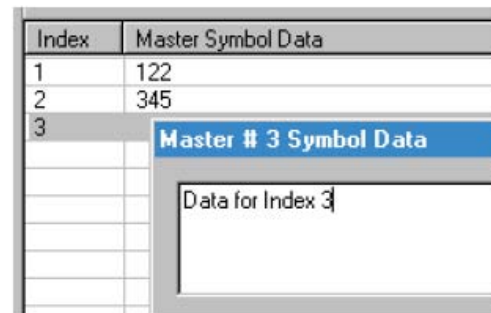 Index Master Symbol Data
1 122
2 345
3
Master # 3 Symbol Data
Data for Index 3